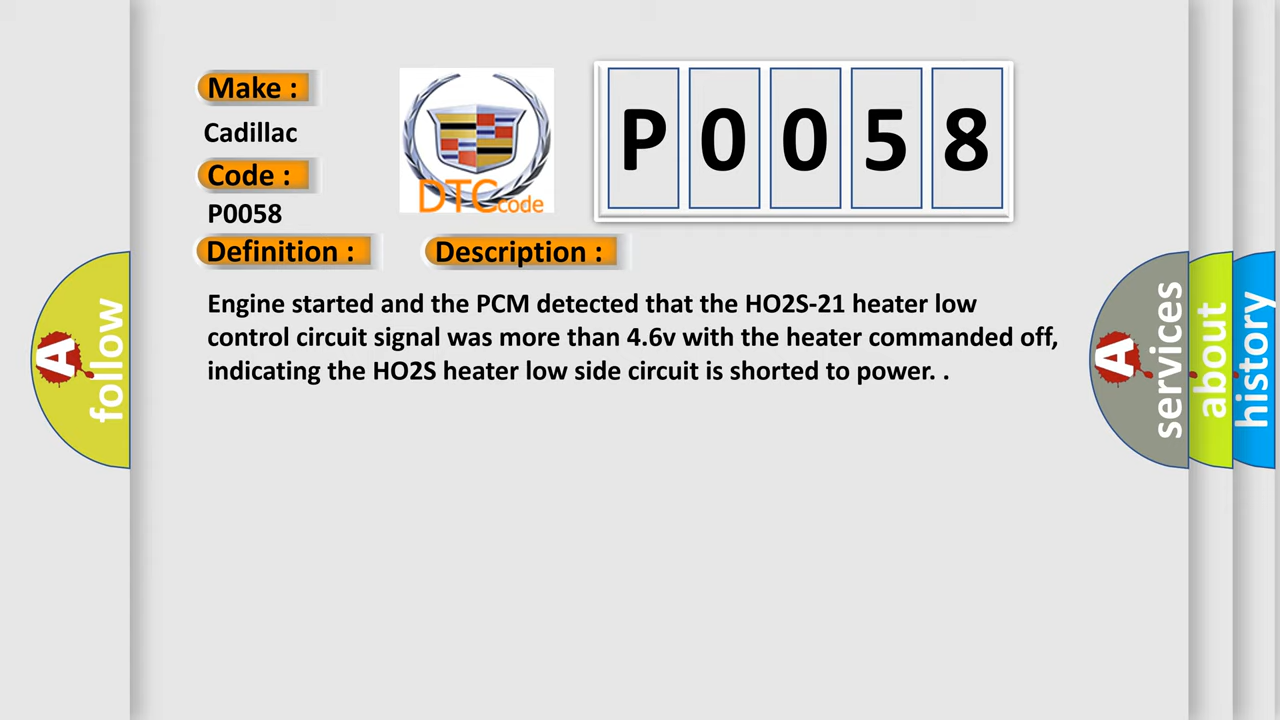 Make :
Cadillac
Code :
P0058
Definition :
Description :
DTCcode
P 0 0 5 8
Engine started and the PCM detected that the HO2S-21 heater low
control circuit signal was more than 4.6v with the heater commanded off,
indicating the HO2S heater low side circuit is shorted to power. .
A follow
A services
about
history